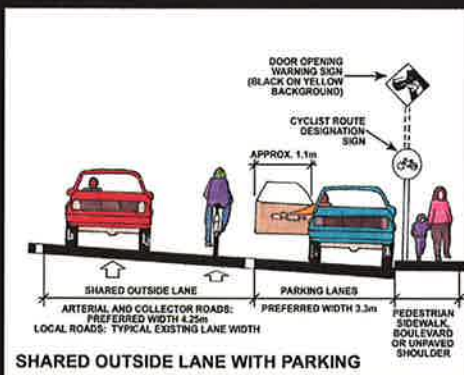 DOOR OPENING
WARNING SIGN
(BLACK ON YELLOW
BACKGROUND)
CYCLIST ROUTE
DESIGNATION
SIGN
APPROX. 1.1m
SHARED OUTSIDE LANE
ARTERIAL AND COLLECTOR ROADS:
PREFERRED WIDTH 4.25m
LOCAL ROADS: TYPICAL EXISTING LANE WIDTH
PARKING LANES
PREFERRED WIDTH 3.3m
PEDESTRIAN
SIDEWALK,
BOULEVARD
OR UNPAVED
SHOULDER
SHARED OUTSIDE LANE WITH PARKING